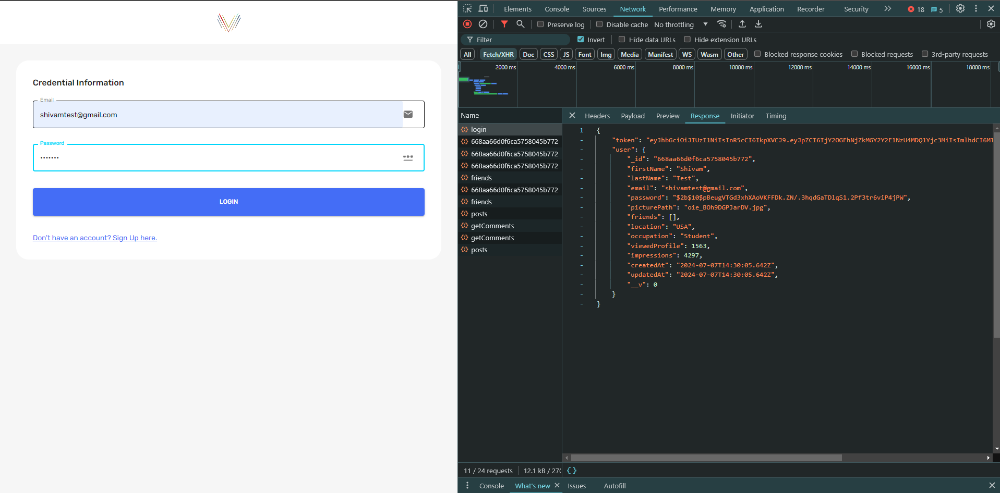 Credential Information
Email
shivamtest@gmail.com
Password
•••••••
***
LOGIN
Don't have an account? Sign Up here.
Elements Console Sources Network Performance Memory Application Recorder Security 18 5
Preserve log Disable cache No throttling
Filter Invert Hide data URLs Hide extension URLs
All Fetch/XHR Doc CSS JS Font Img Media Manifest WS Wasm Other Blocked response cookies Blocked requests 3rd-party requests
2000 ms 4000 ms 6000 ms 8000 ms 10000 ms 12000 ms 14000 ms 16000 ms 18000 ms
Name
login
668aa66d0f6ca5758045b772
668aa66d0f6ca5758045b772
668aa66d0f6ca5758045b772
friends
668aa66d0f6ca5758045b772
friends
posts
getComments
getComments
posts
11 / 24 requests 12.1 kB / 270
Headers Payload Preview Response Initiator Timing
1 {
- "token": "eyJhbGciOiJIUzI1NiIsInR5cCI6IkpXVCJ9.eyJpZCI6IjY2OGFhNjZkMGY2Y2E1NzU4MDQ1Yjc3MiIsImlhdCI6MT
- "user": {
- "_id": "668aa66d0f6ca5758045b772",
- "firstName": "Shivam",
- "lastName": "Test",
- "email": "shivamtest@gmail.com",
- "password": "$2b$10$pBeugVTGd3xhXAoVKFFDk.ZN/.3hqdGaTDlqS1.2Pf3tr6viP4jPW",
- "picturePath": "oie_BOh9DGPJarDV.jpg",
- "friends": [],
- "location": "USA",
- "occupation": "Student",
- "viewedProfile": 1563,
- "impressions": 4297,
- "createdAt": "2024-07-07T14:30:05.642Z",
- "updatedAt": "2024-07-07T14:30:05.642Z",
- "__v": 0
- }
- }
{ }
Console What's new Issues Autofill